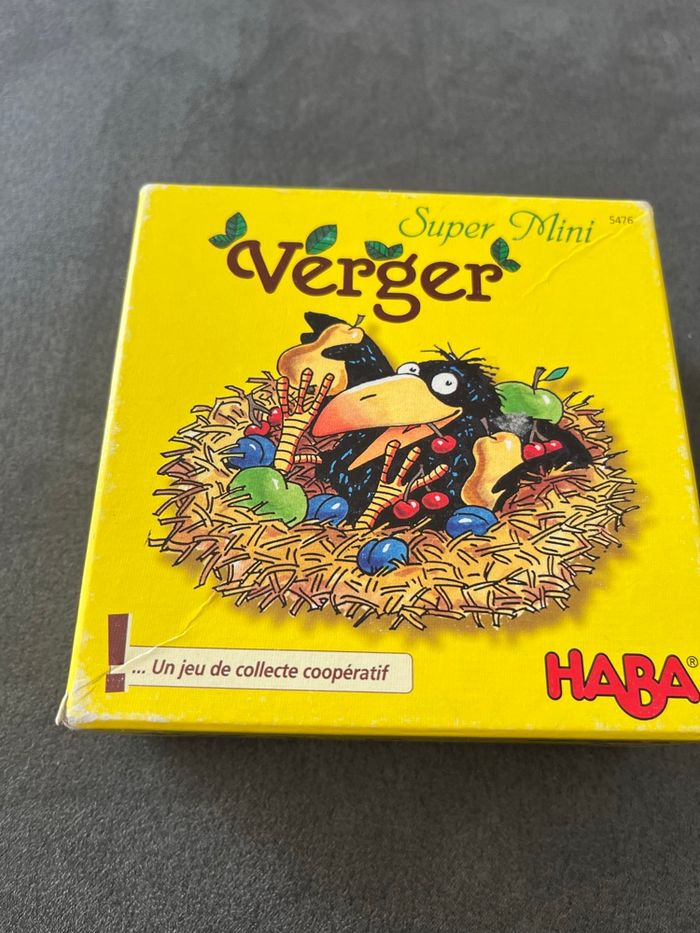 Super Mini
5476
Verger
... Un jeu de collecte coopératif
HABA®